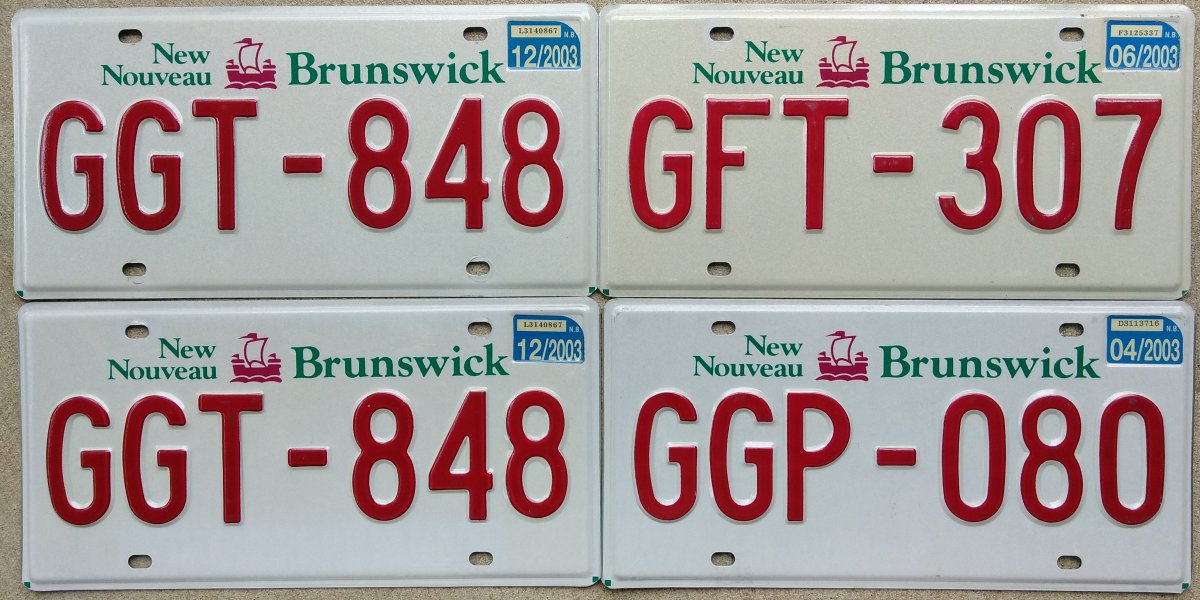 L3140867 N.B.
12/2003
New
Nouveau Brunswick
GGT-848
F3125337 N.B.
06/2003
New
Nouveau Brunswick
GFT-307
L3140867 N.B.
12/2003
New
Nouveau Brunswick
GGT-848
D3113716 N.B.
04/2003
New
Nouveau Brunswick
GGP-080